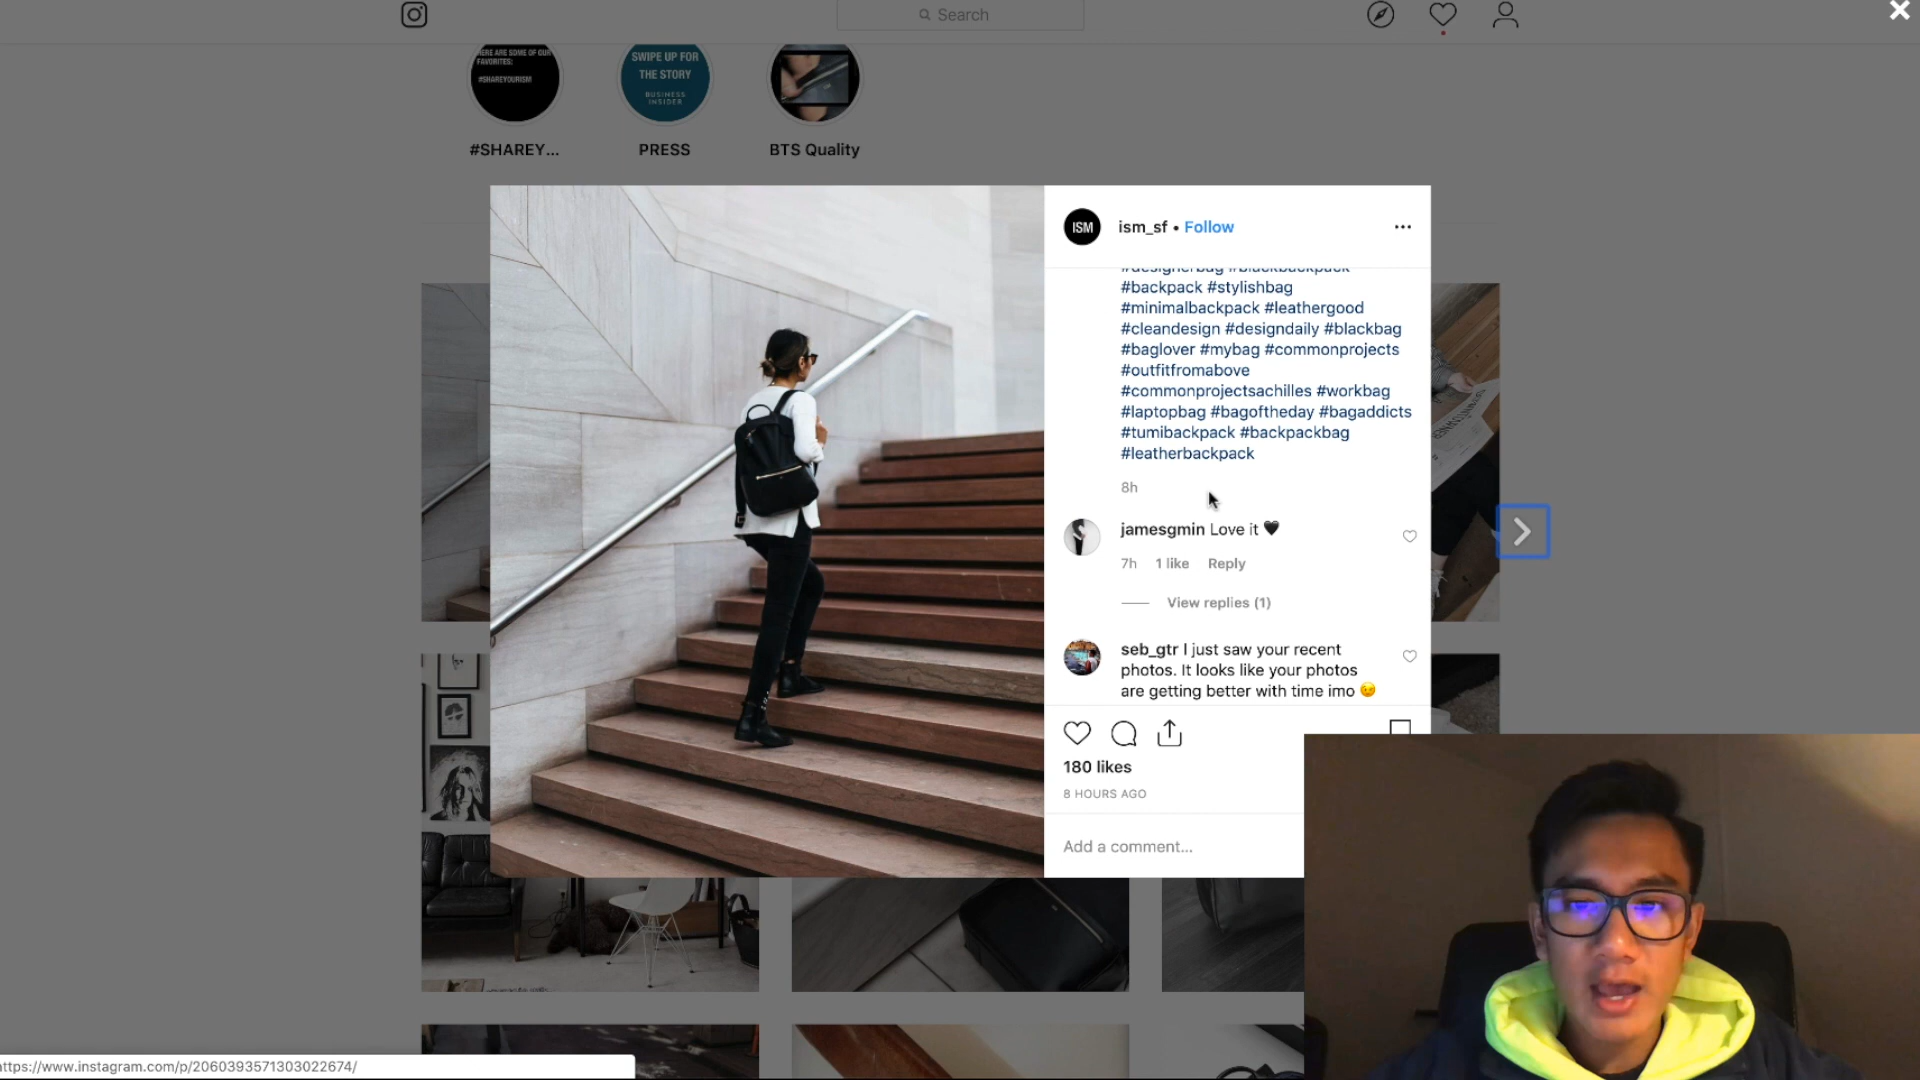 Search
HERE ARE SOME OF OUR
FAVORITES:
#SHAREYOURISM
SWIPE UP FOR
THE STORY
BUSINESS
INSIDER
#SHAREY...
PRESS
BTS Quality
ISM
ism_sf • Follow
#designerbag #blackbackpack
#backpack #stylishbag
#minimalbackpack #leathergood
#cleandesign #designdaily #blackbag
#baglover #mybag #commonprojects
#outfitfromabove
#commonprojectsachilles #workbag
#laptopbag #bagoftheday #bagaddicts
#tumibackpack #backpackbag
#leatherbackpack
8h
jamesgmin Love it 🖤
7h 1 like Reply
View replies (1)
seb_gtr I just saw your recent
photos. It looks like your photos
are getting better with time imo 😉
180 likes
8 HOURS AGO
Add a comment...
ttps://www.instagram.com/p/2060393571303022674/